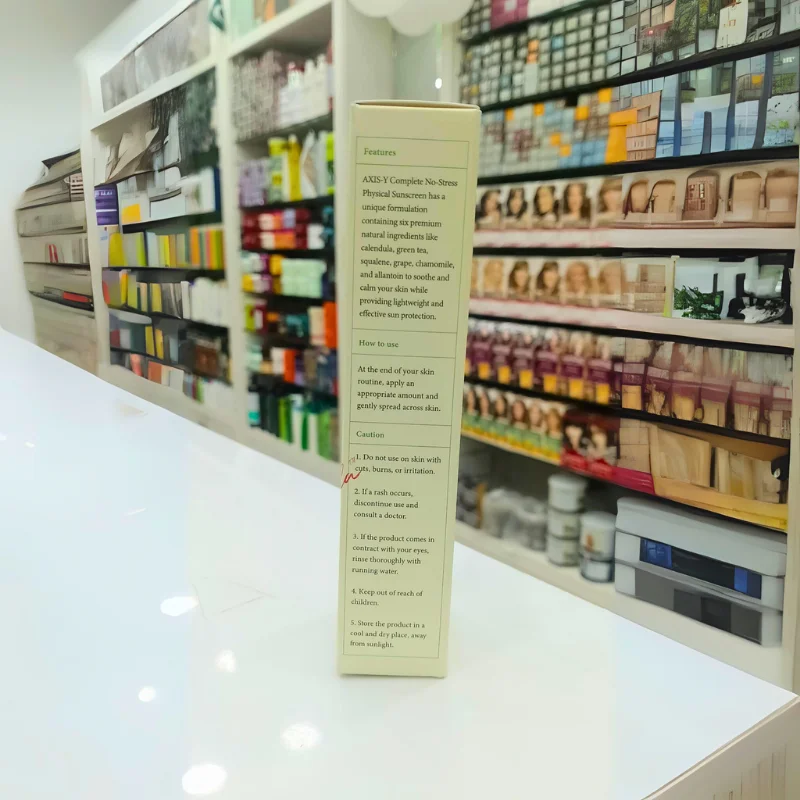 Features
AXIS-Y Complete No-Stress
Physical Sunscreen has a
unique formulation
containing six premium
natural ingredients like
calendula, green tea,
squalene, grape, chamomile,
and allantoin to soothe and
calm your skin while
providing lightweight and
effective sun protection.
How to use
At the end of your skin
routine, apply an
appropriate amount and
gently spread across skin.
Caution
1. Do not use on skin with
cuts, burns, or irritation.
2. If a rash occurs,
discontinue use and
consult a doctor.
3. If the product comes in
contract with your eyes,
rinse thoroughly with
running water.
4. Keep out of reach of
children.
5. Store the product in a
cool and dry place, away
from sunlight.